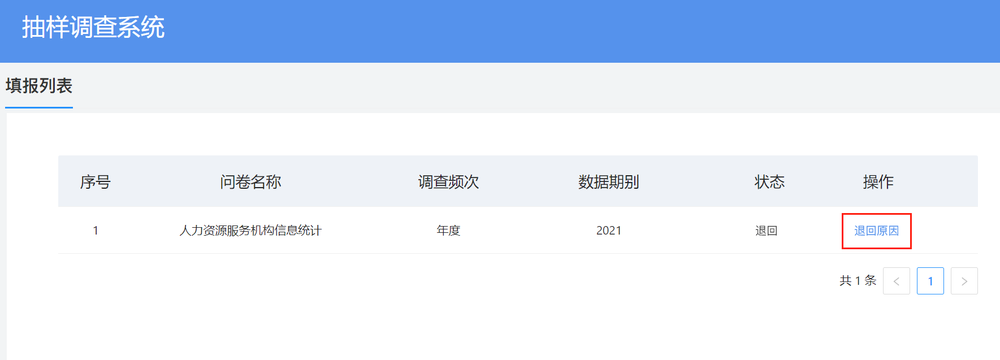 抽样调查系统
填报列表
序号 问卷名称 调查频次 数据期别 状态 操作
1 人力资源服务机构信息统计 年度 2021 退回 退回原因
共 1 条 < 1 >